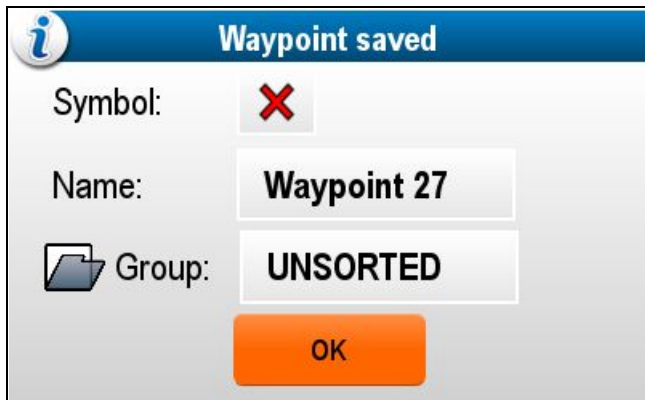 Waypoint saved
Symbol:
Name: Waypoint 27
Group: UNSORTED
OK